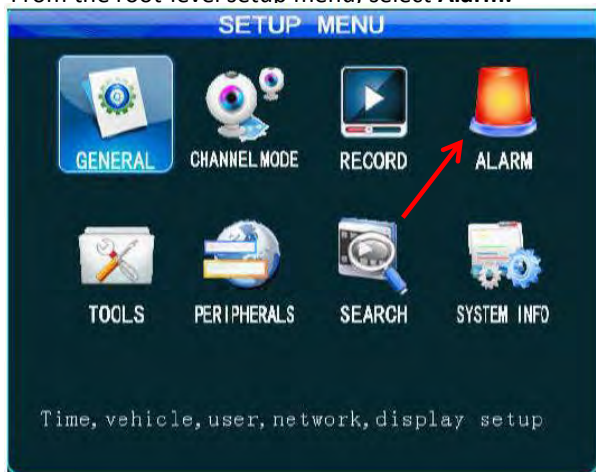 From the root-level setup menu, select Alarm.
SETUP MENU
GENERAL CHANNEL MODE RECORD ALARM
TOOLS PERIPHERALS SEARCH SYSTEM INFO
Time, vehicle, user, network, display setup